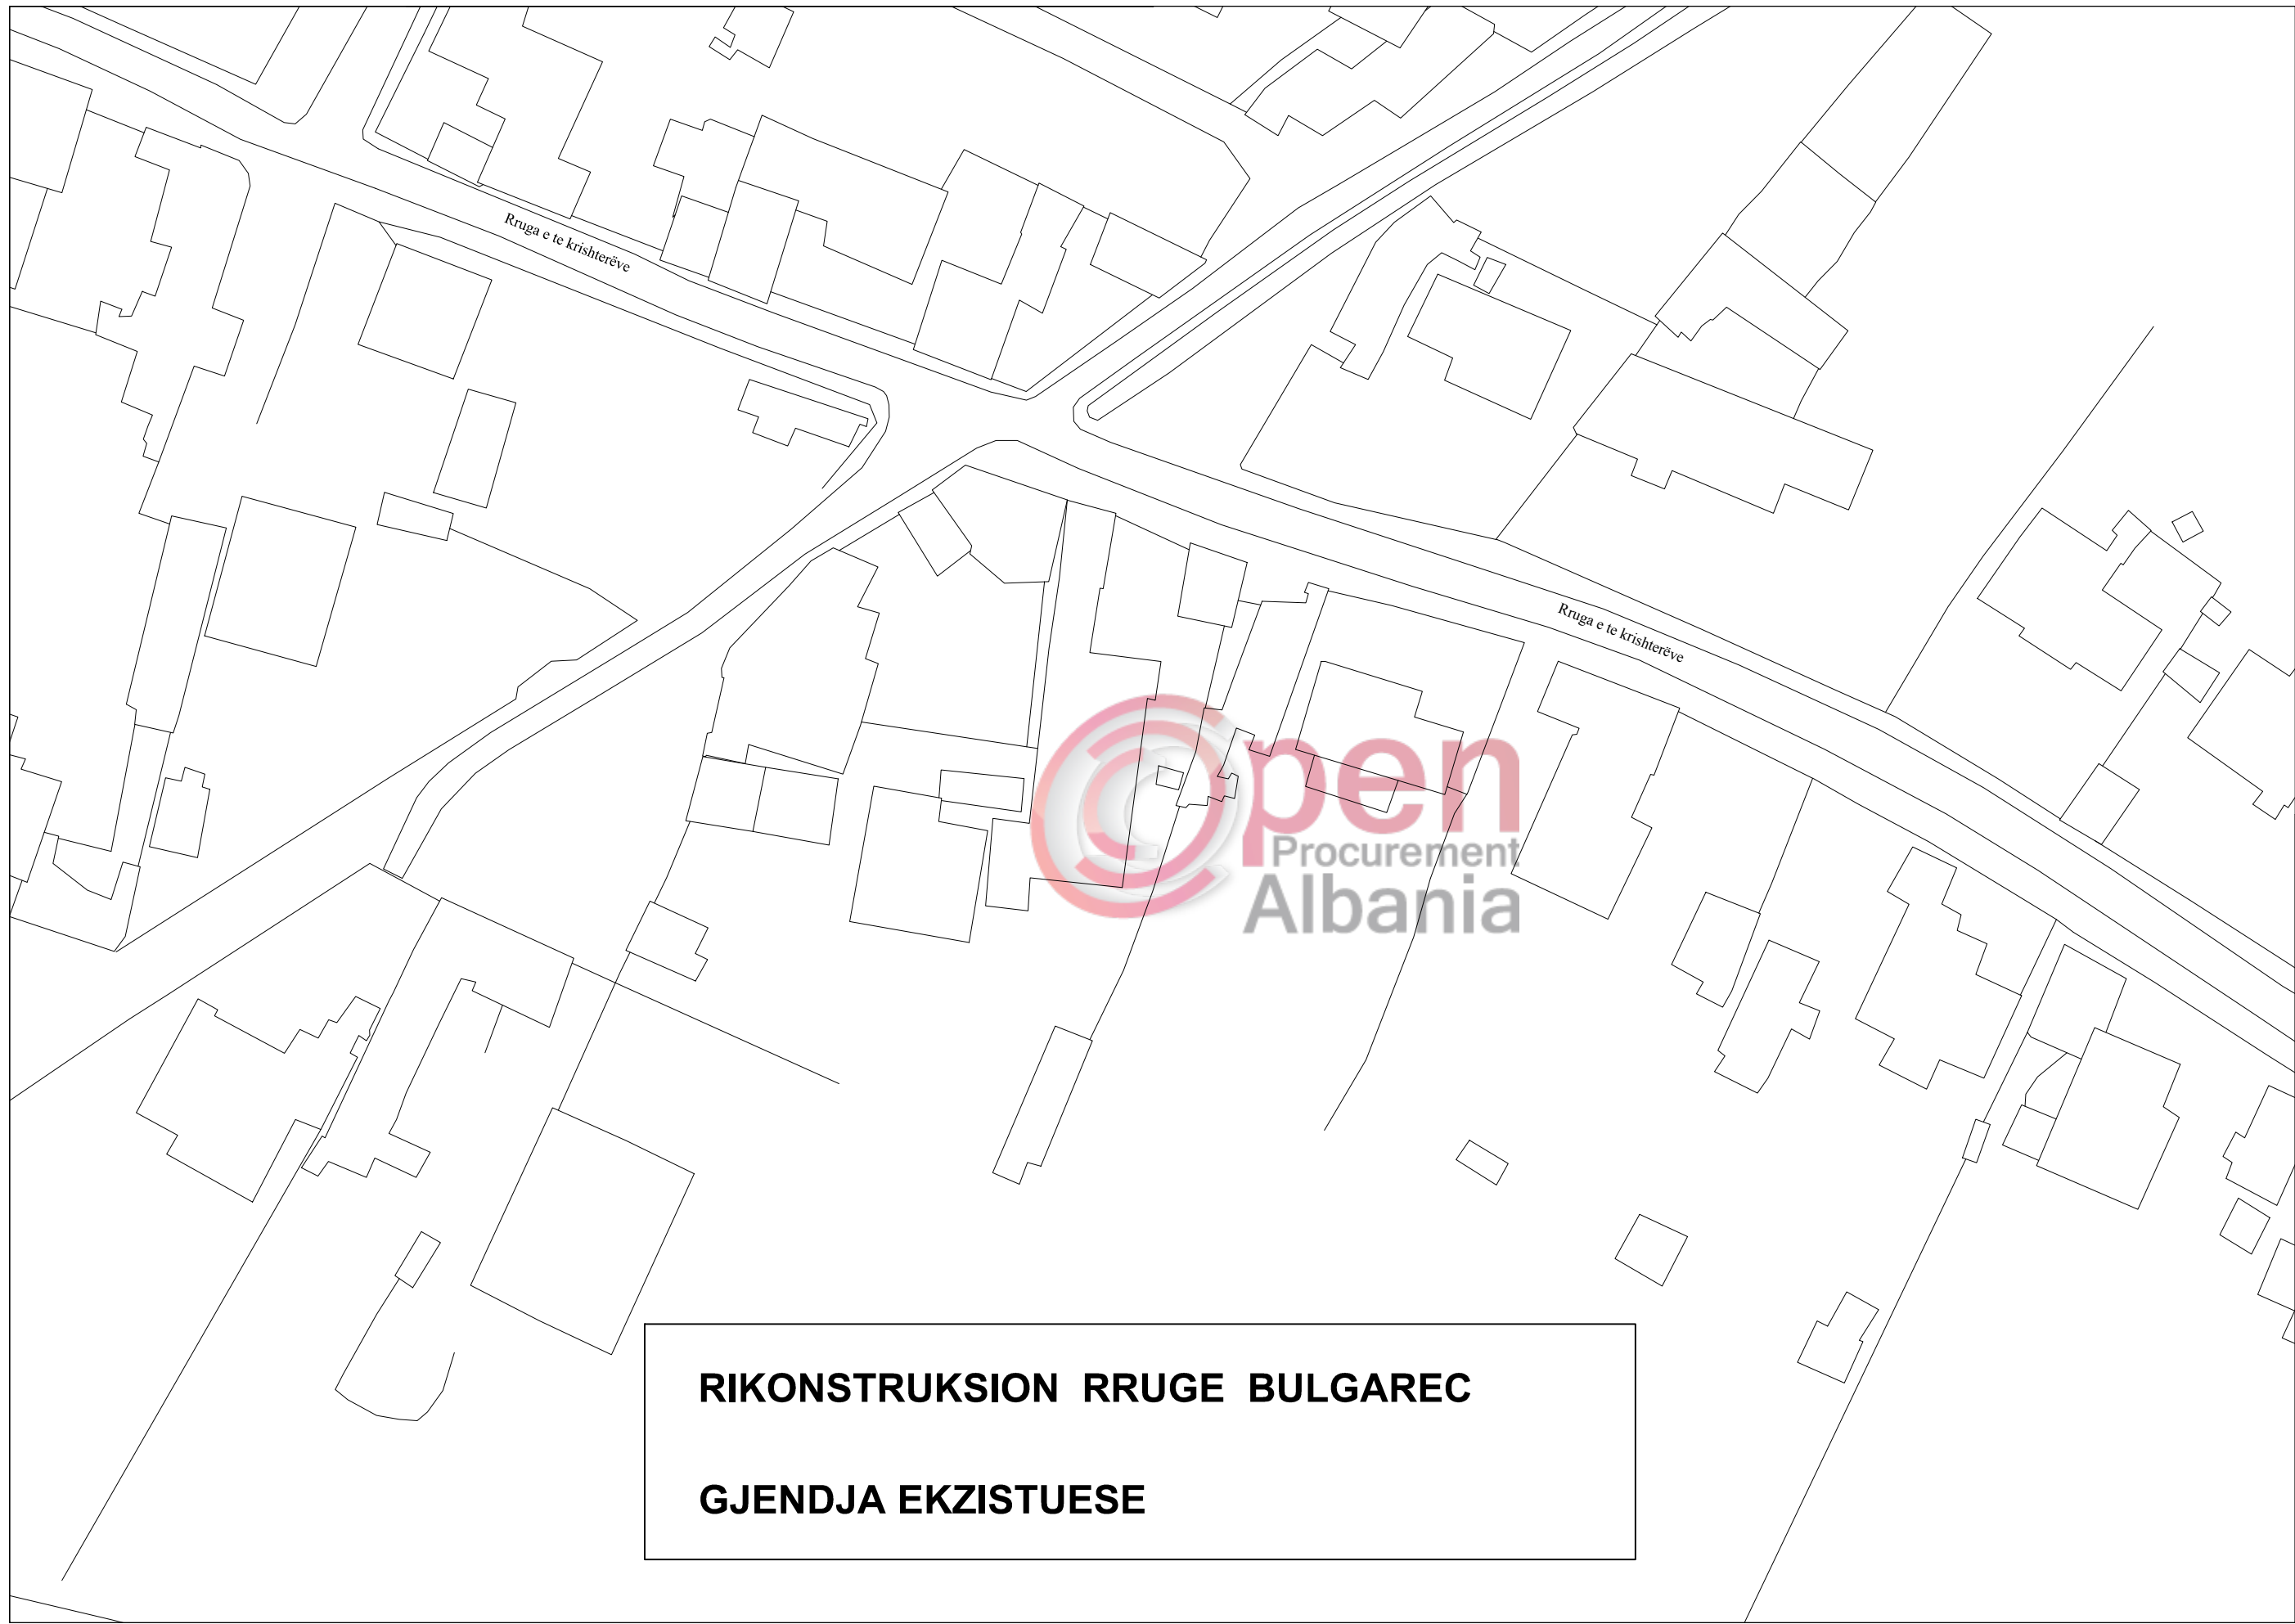 Rruga e te krishterëve
Rruga e te krishterëve
Open
Procurement
Albania
RIKONSTRUKSION RRUGE BULGAREC
GJENDJA EKZISTUESE